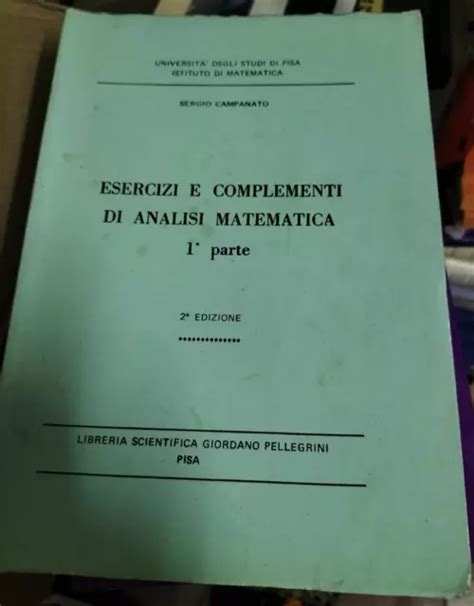 UNIVERSITA' DEGLI STUDI DI PISA
ISTITUTO DI MATEMATICA
SERGIO CAMPANATO
ESERCIZI E COMPLEMENTI
DI ANALISI MATEMATICA
1ª parte
2ª EDIZIONE
LIBRERIA SCIENTIFICA GIORDANO PELLEGRINI
PISA